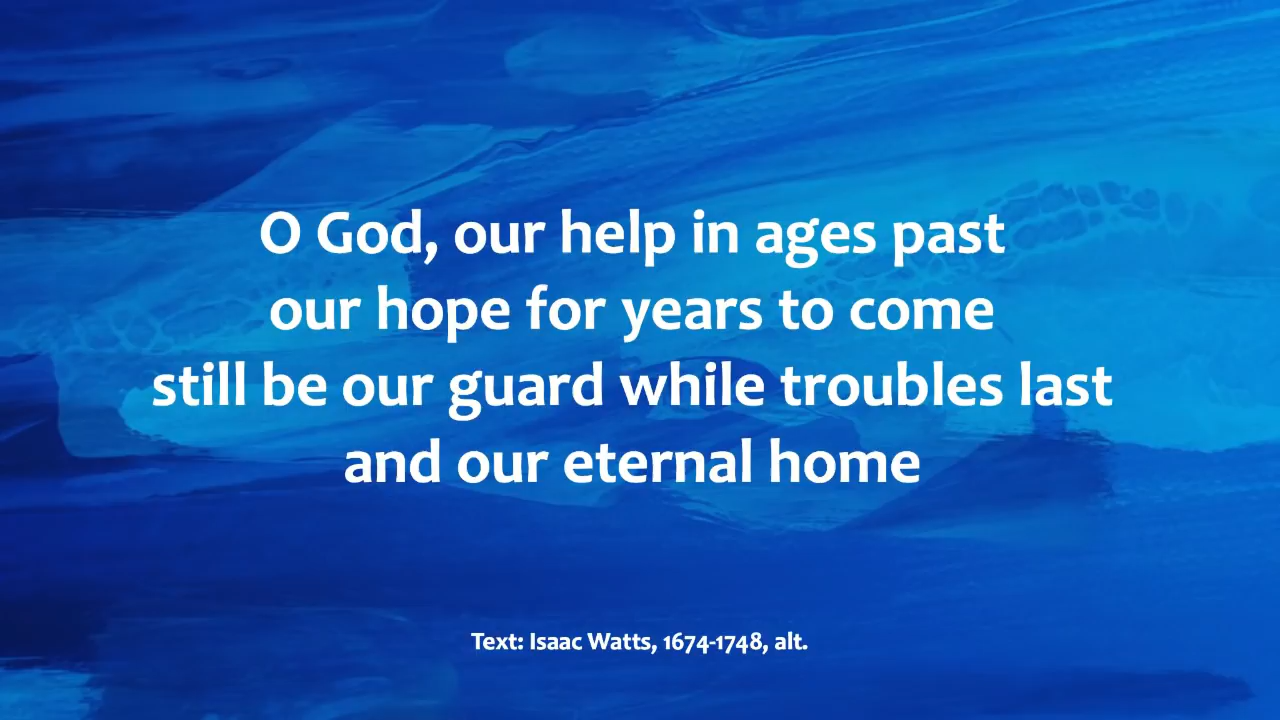 O God, our help in ages past
our hope for years to come
still be our guard while troubles last
and our eternal home
Text: Isaac Watts, 1674-1748, alt.